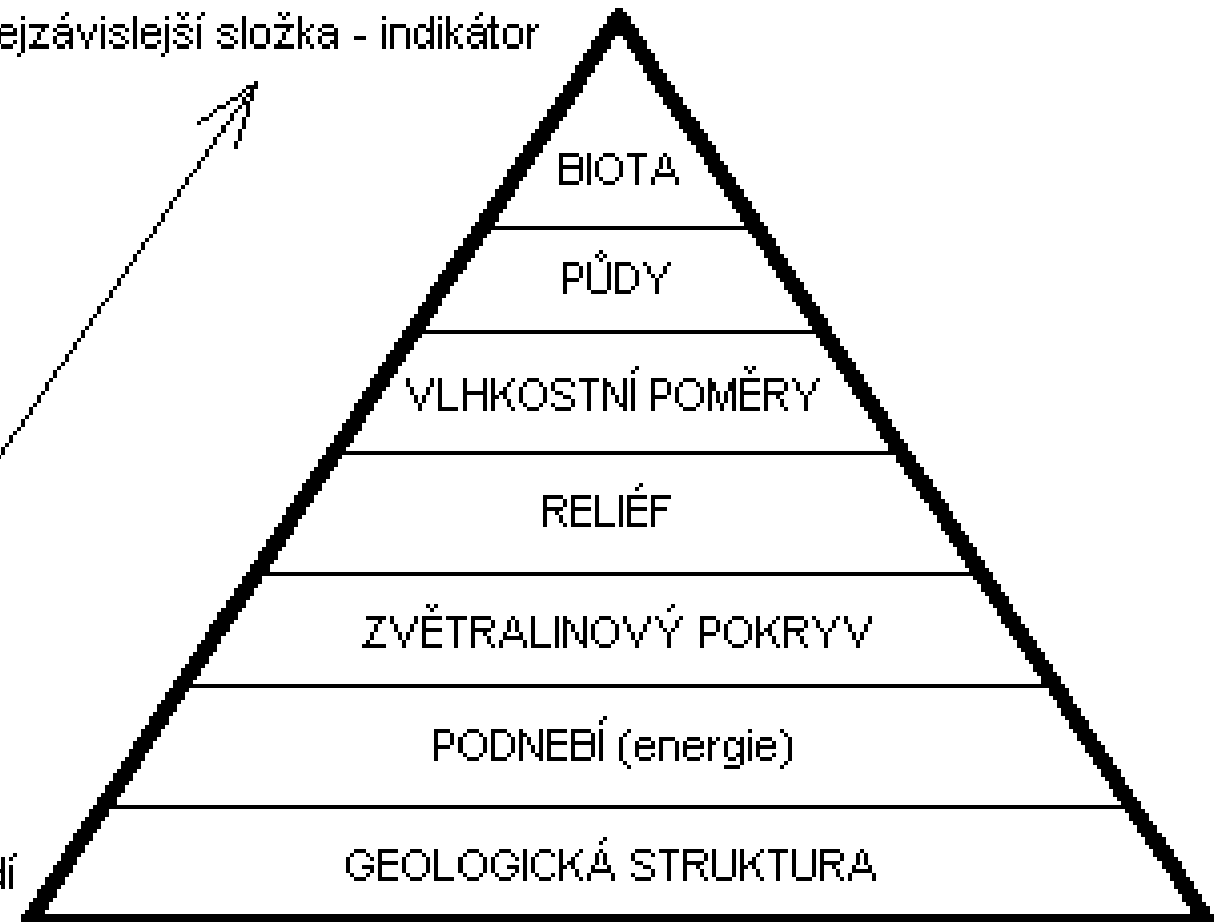 ejzávislejší složka - indikátor
BIOTA
PŮDY
VLHKOSTNÍ POMĚRY
RELIÉF
ZVĚTRALINOVÝ POKRYV
PODNEBÍ (energie)
GEOLOGICKÁ STRUKTURA